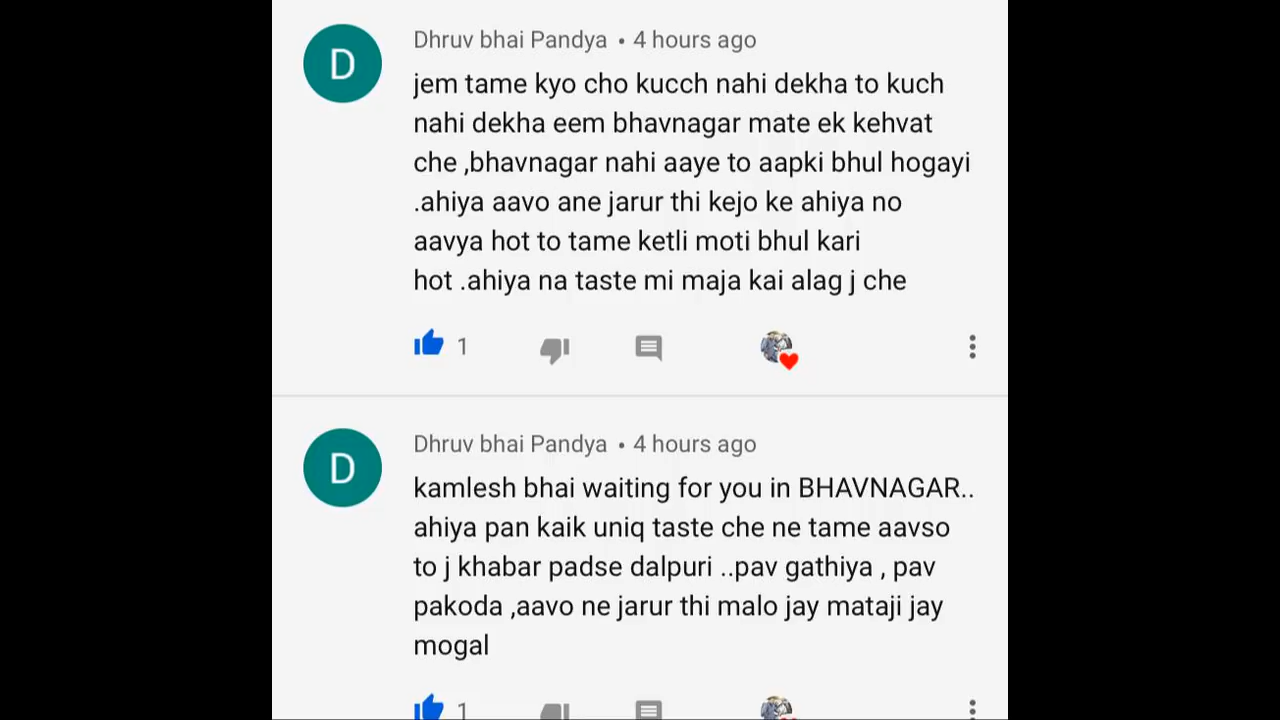 D
Dhruv bhai Pandya • 4 hours ago
jem tame kyo cho kucch nahi dekha to kuch
nahi dekha eem bhavnagar mate ek kehvat
che ,bhavnagar nahi aaye to aapki bhul hogayi
.ahiya aavo ane jarur thi kejo ke ahiya no
aavya hot to tame ketli moti bhul kari
hot .ahiya na taste mi maja kai alag j che
1
D
Dhruv bhai Pandya • 4 hours ago
kamlesh bhai waiting for you in BHAVNAGAR..
ahiya pan kaik uniq taste che ne tame aavso
to j khabar padse dalpuri ..pav gathiya , pav
pakoda ,aavo ne jarur thi malo jay mataji jay
mogal
1